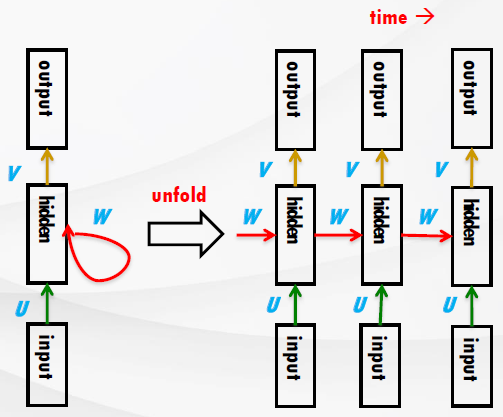 time →
output
output
output
output
V
V
V
V
unfold
hidden
W
W
hidden
W
hidden
W
hidden
U
U
U
U
input
input
input
input